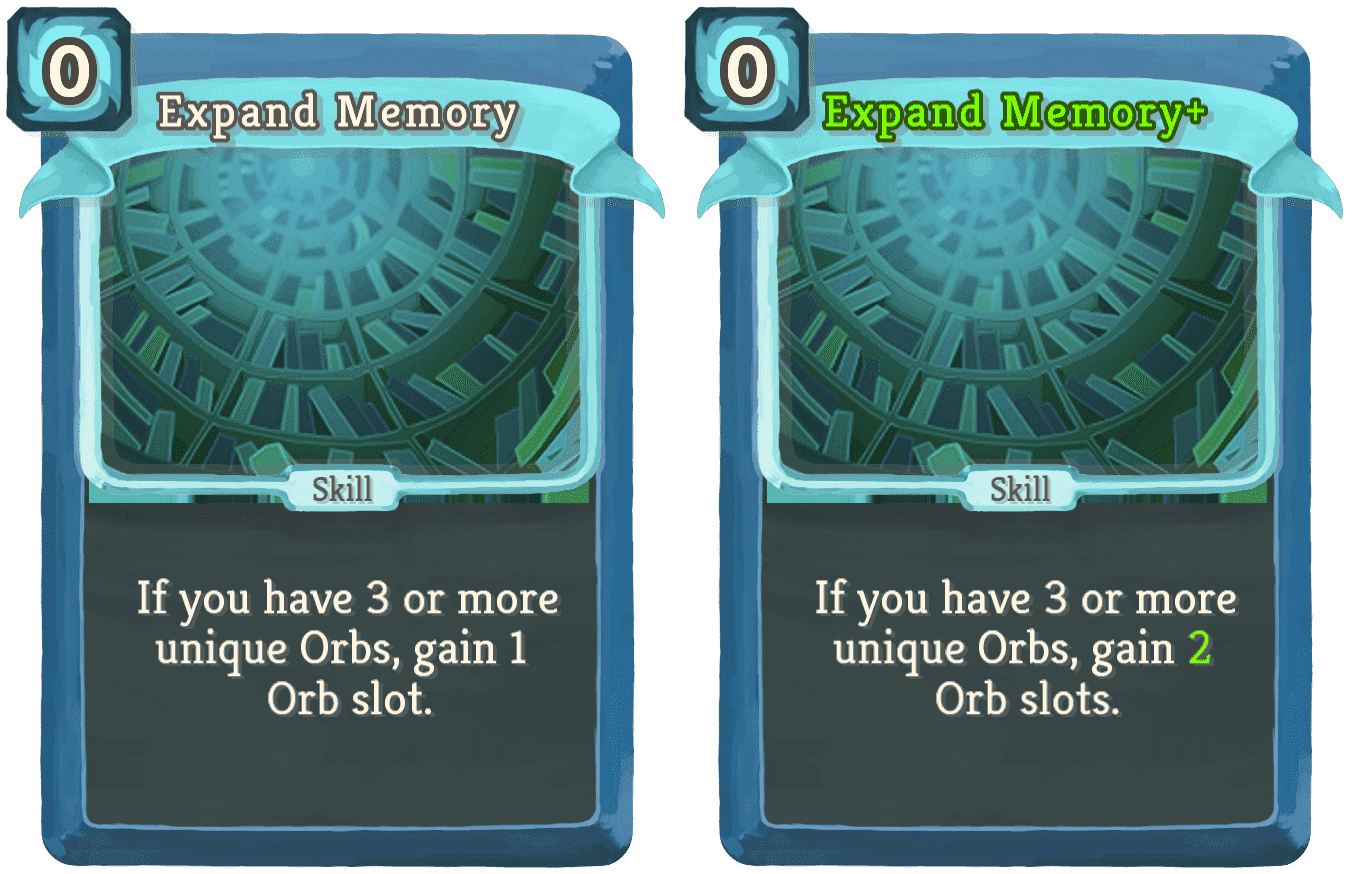 0
Expand Memory
Skill
If you have 3 or more
unique Orbs, gain 1
Orb slot.
0
Expand Memory+
Skill
If you have 3 or more
unique Orbs, gain 2
Orb slots.